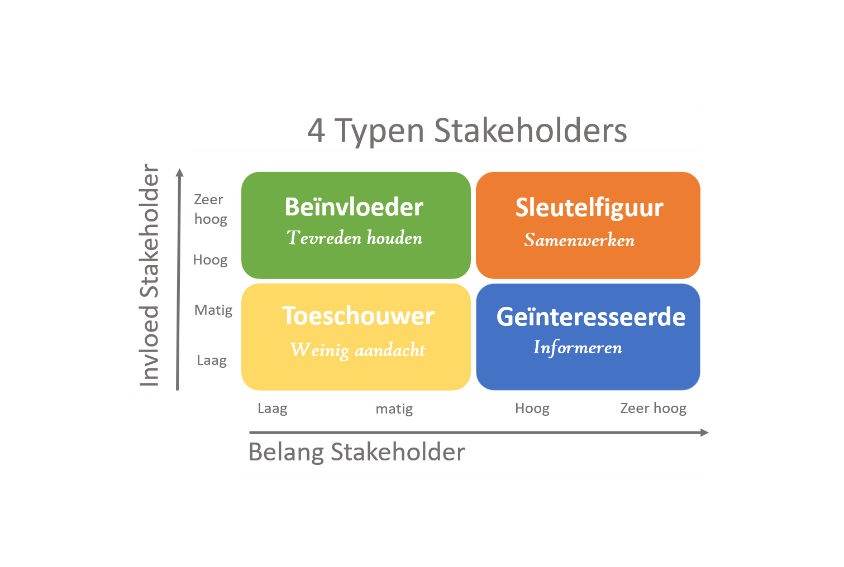 4 Typen Stakeholders
Invloed Stakeholder
Zeer
hoog
Hoog
Matig
Laag
Beïnvloeder
Tevreden houden
Sleutelfiguur
Samenwerken
Toeschouwer
Weinig aandacht
Geïnteresseerde
Informeren
Laag
matig
Hoog
Zeer hoog
Belang Stakeholder